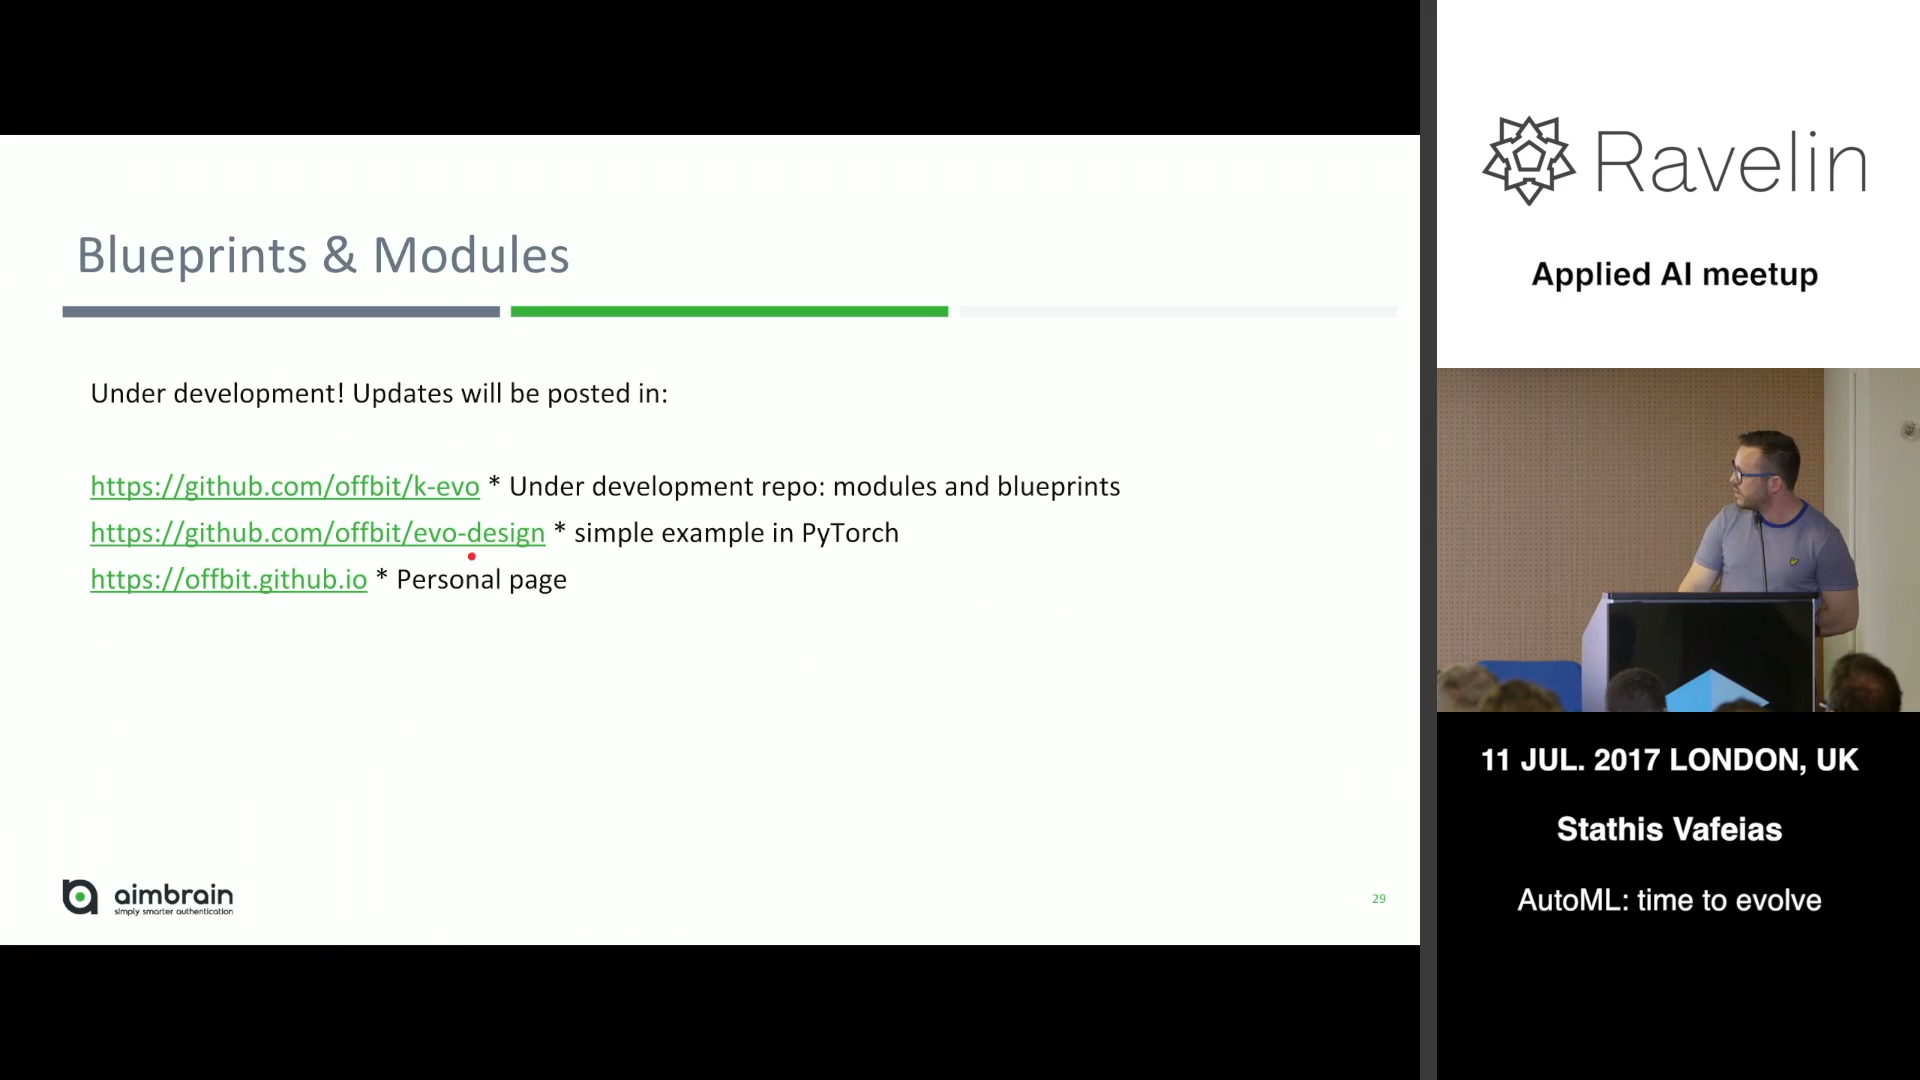 Blueprints & Modules
Under development! Updates will be posted in:
https://github.com/offbit/k-evo * Under development repo: modules and blueprints
https://github.com/offbit/evo-design * simple example in PyTorch
https://offbit.github.io * Personal page
aimbrain
simply smarter authentication
29
Ravelin
Applied AI meetup
11 JUL. 2017 LONDON, UK
Stathis Vafeias
AutoML: time to evolve